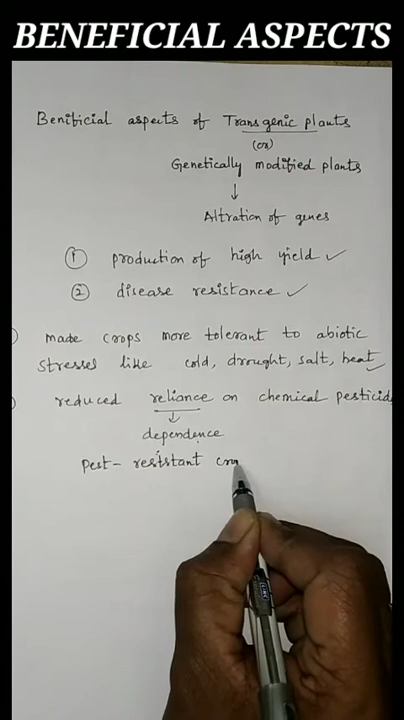 BENEFICIAL ASPECTS
Benificial aspects of Transgenic plants
(or)
Genetically modified plants
↓
Altration of genes
① production of high yield ✓
② disease resistance ✓
) made crops more tolerant to abiotic
stresses like cold, drought, salt, heat ✓
) reduced reliance on chemical pesticid
↓
dependence
pest- resistant cro